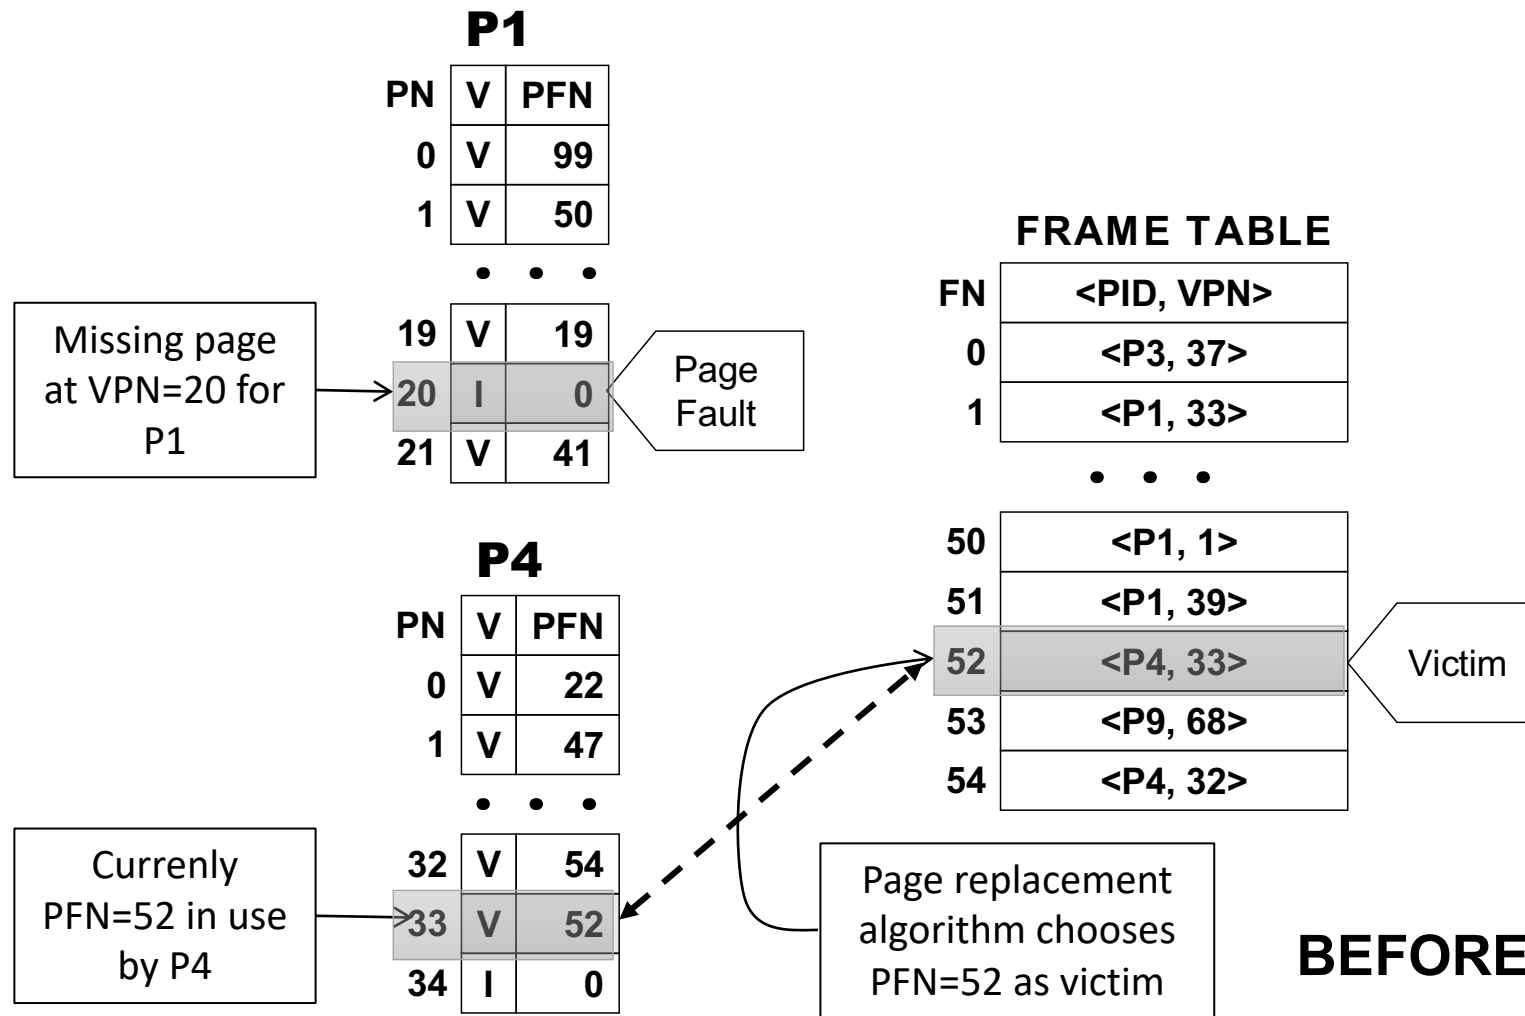 P1
PN V PFN
0 V 99
1 V 50
. . .
19 V 19
20 I 0
21 V 41
Missing page
at VPN=20 for
P1
Page
Fault
P4
PN V PFN
0 V 22
1 V 47
. . .
32 V 54
33 V 52
34 I 0
Currenly
PFN=52 in use
by P4
FRAME TABLE
FN <PID, VPN>
0 <P3, 37>
1 <P1, 33>
. . .
50 <P1, 1>
51 <P1, 39>
52 <P4, 33>
53 <P9, 68>
54 <P4, 32>
Victim
Page replacement
algorithm chooses
PFN=52 as victim
BEFORE